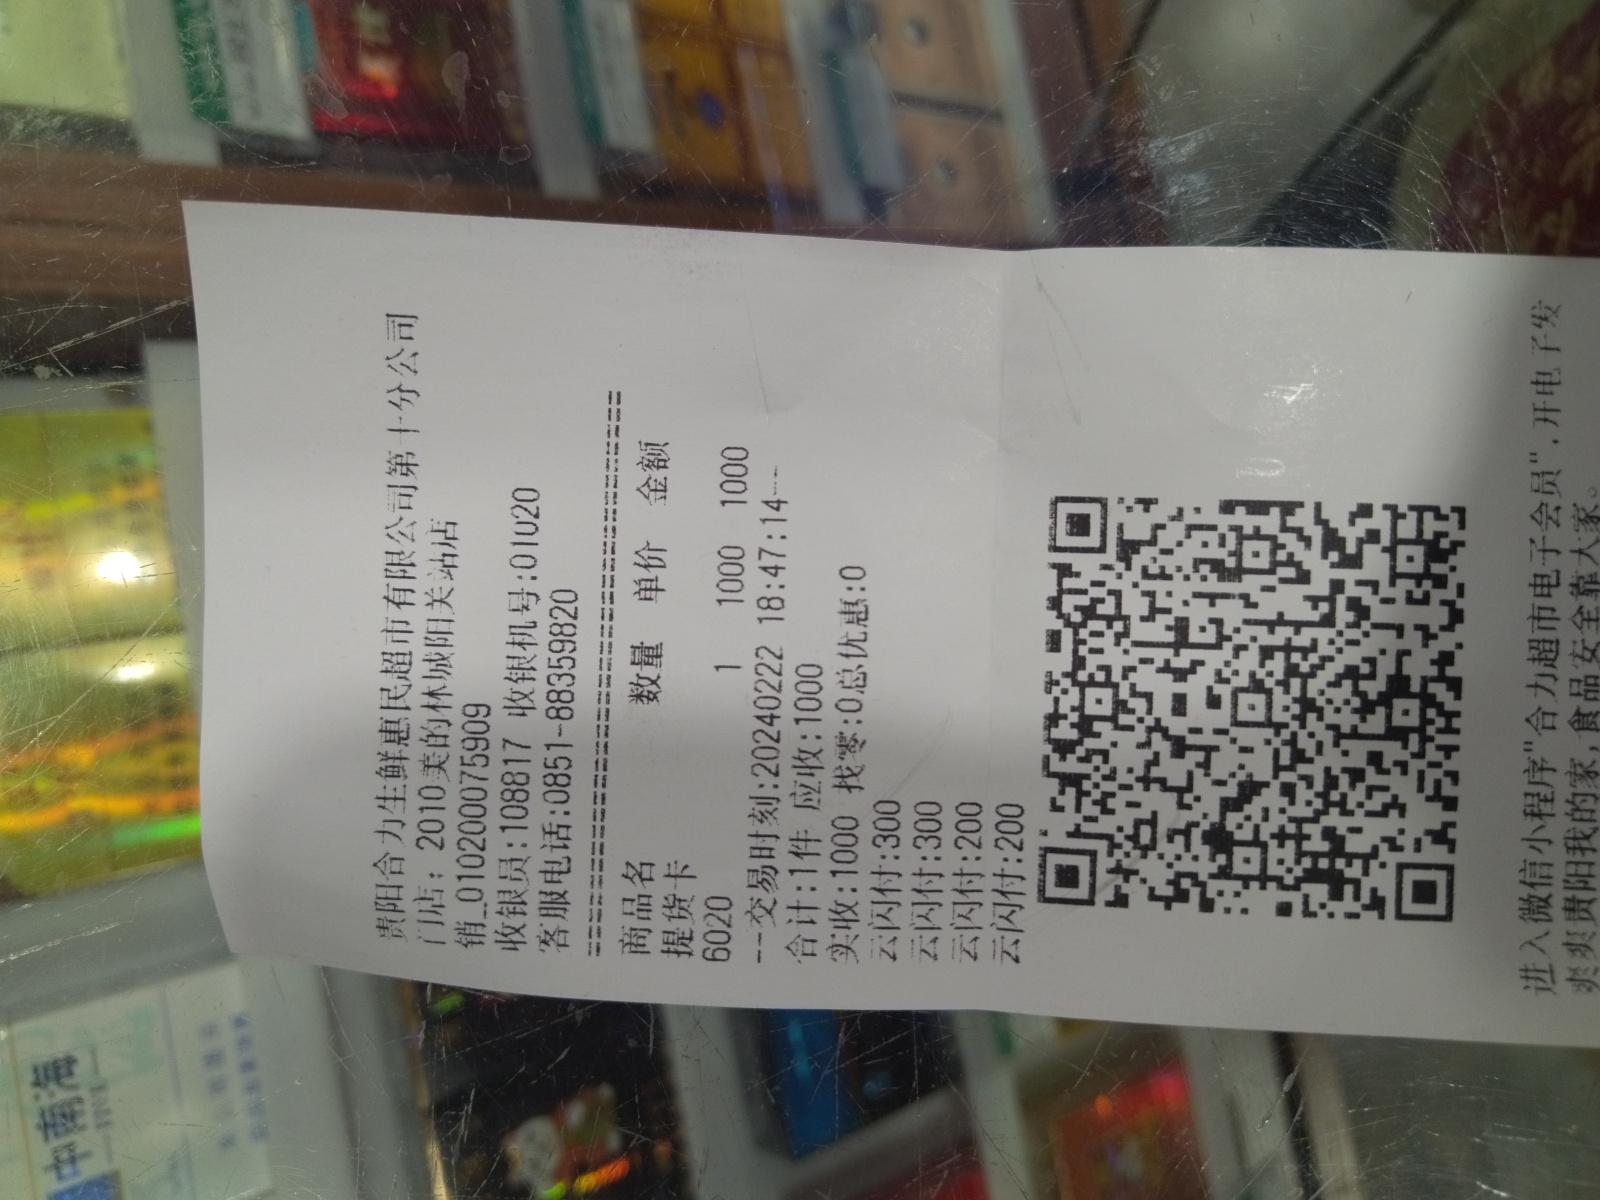 贵阳合力生鲜惠民超市有限公司第十分公司
门店：2010美的林城阳关站店
销_01020200075909
收银员:108817 收银机号:01020
客服电话:0851-88359820
商品名 数量 单价 金额
提货卡
6020 1 1000 1000
--交易时刻:20240222 18:47:14--
合计:1件 应收:1000
实收:1000 找零:0总优惠:0
云闪付:300
云闪付:300
云闪付:200
云闪付:200
进入微信小程序"合力超市电子会员"，开电子发
爽爽贵阳我的家,食品安全靠大家。
中南海